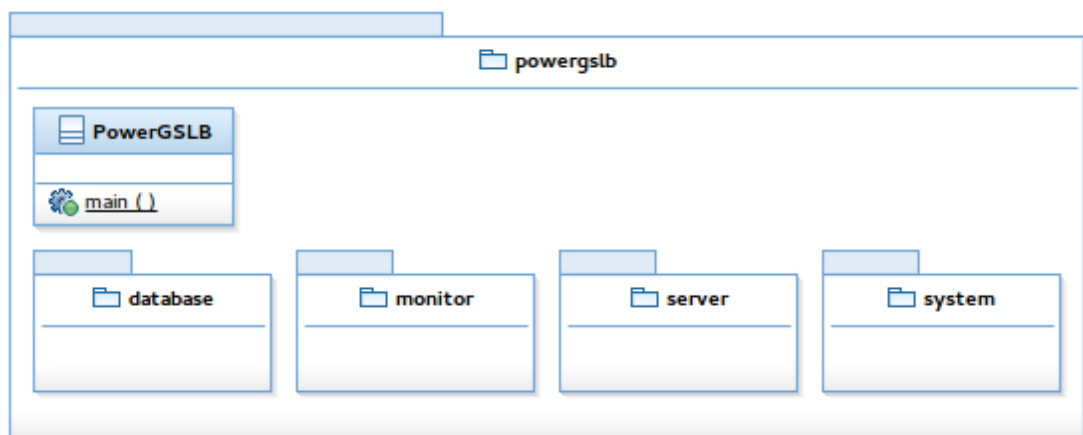 powergslb
PowerGSLB
main ( )
database
monitor
server
system